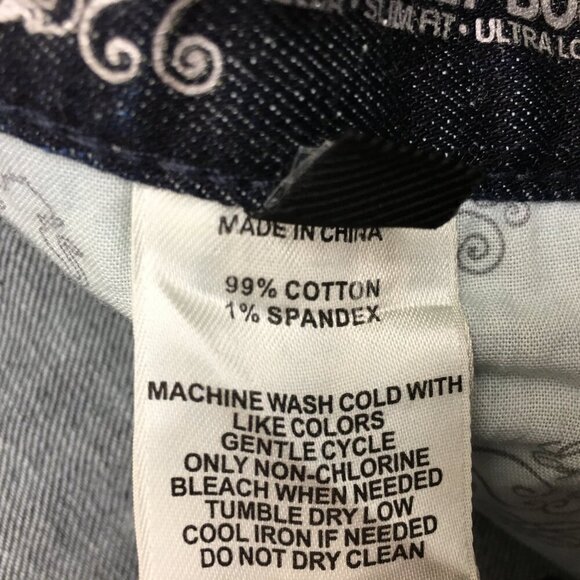 SLIM FIT • ULTRA
MADE IN CHINA
99% COTTON
1% SPANDEX
MACHINE WASH COLD WITH
LIKE COLORS
GENTLE CYCLE
ONLY NON-CHLORINE
BLEACH WHEN NEEDED
TUMBLE DRY LOW
COOL IRON IF NEEDED
DO NOT DRY CLEAN